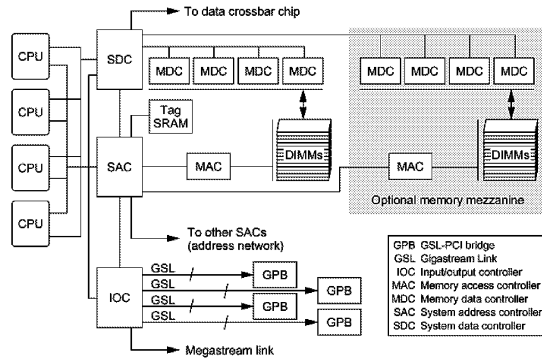 To data crossbar chip
CPU
SDC
MDC MDC MDC MDC
MDC MDC MDC MDC
CPU
Tag
SRAM
CPU
SAC
MAC
DIMMs
MAC
DIMMs
Optional memory mezzanine
CPU
To other SACs
(address network)
IOC
GSL
GPB
GSL
GPB
GSL
GPB
GSL
GPB
Megastream link
GPB GSL-PCI bridge
GSL Gigastream Link
IOC Input/output controller
MAC Memory access controller
MDC Memory data controller
SAC System address controller
SDC System data controller